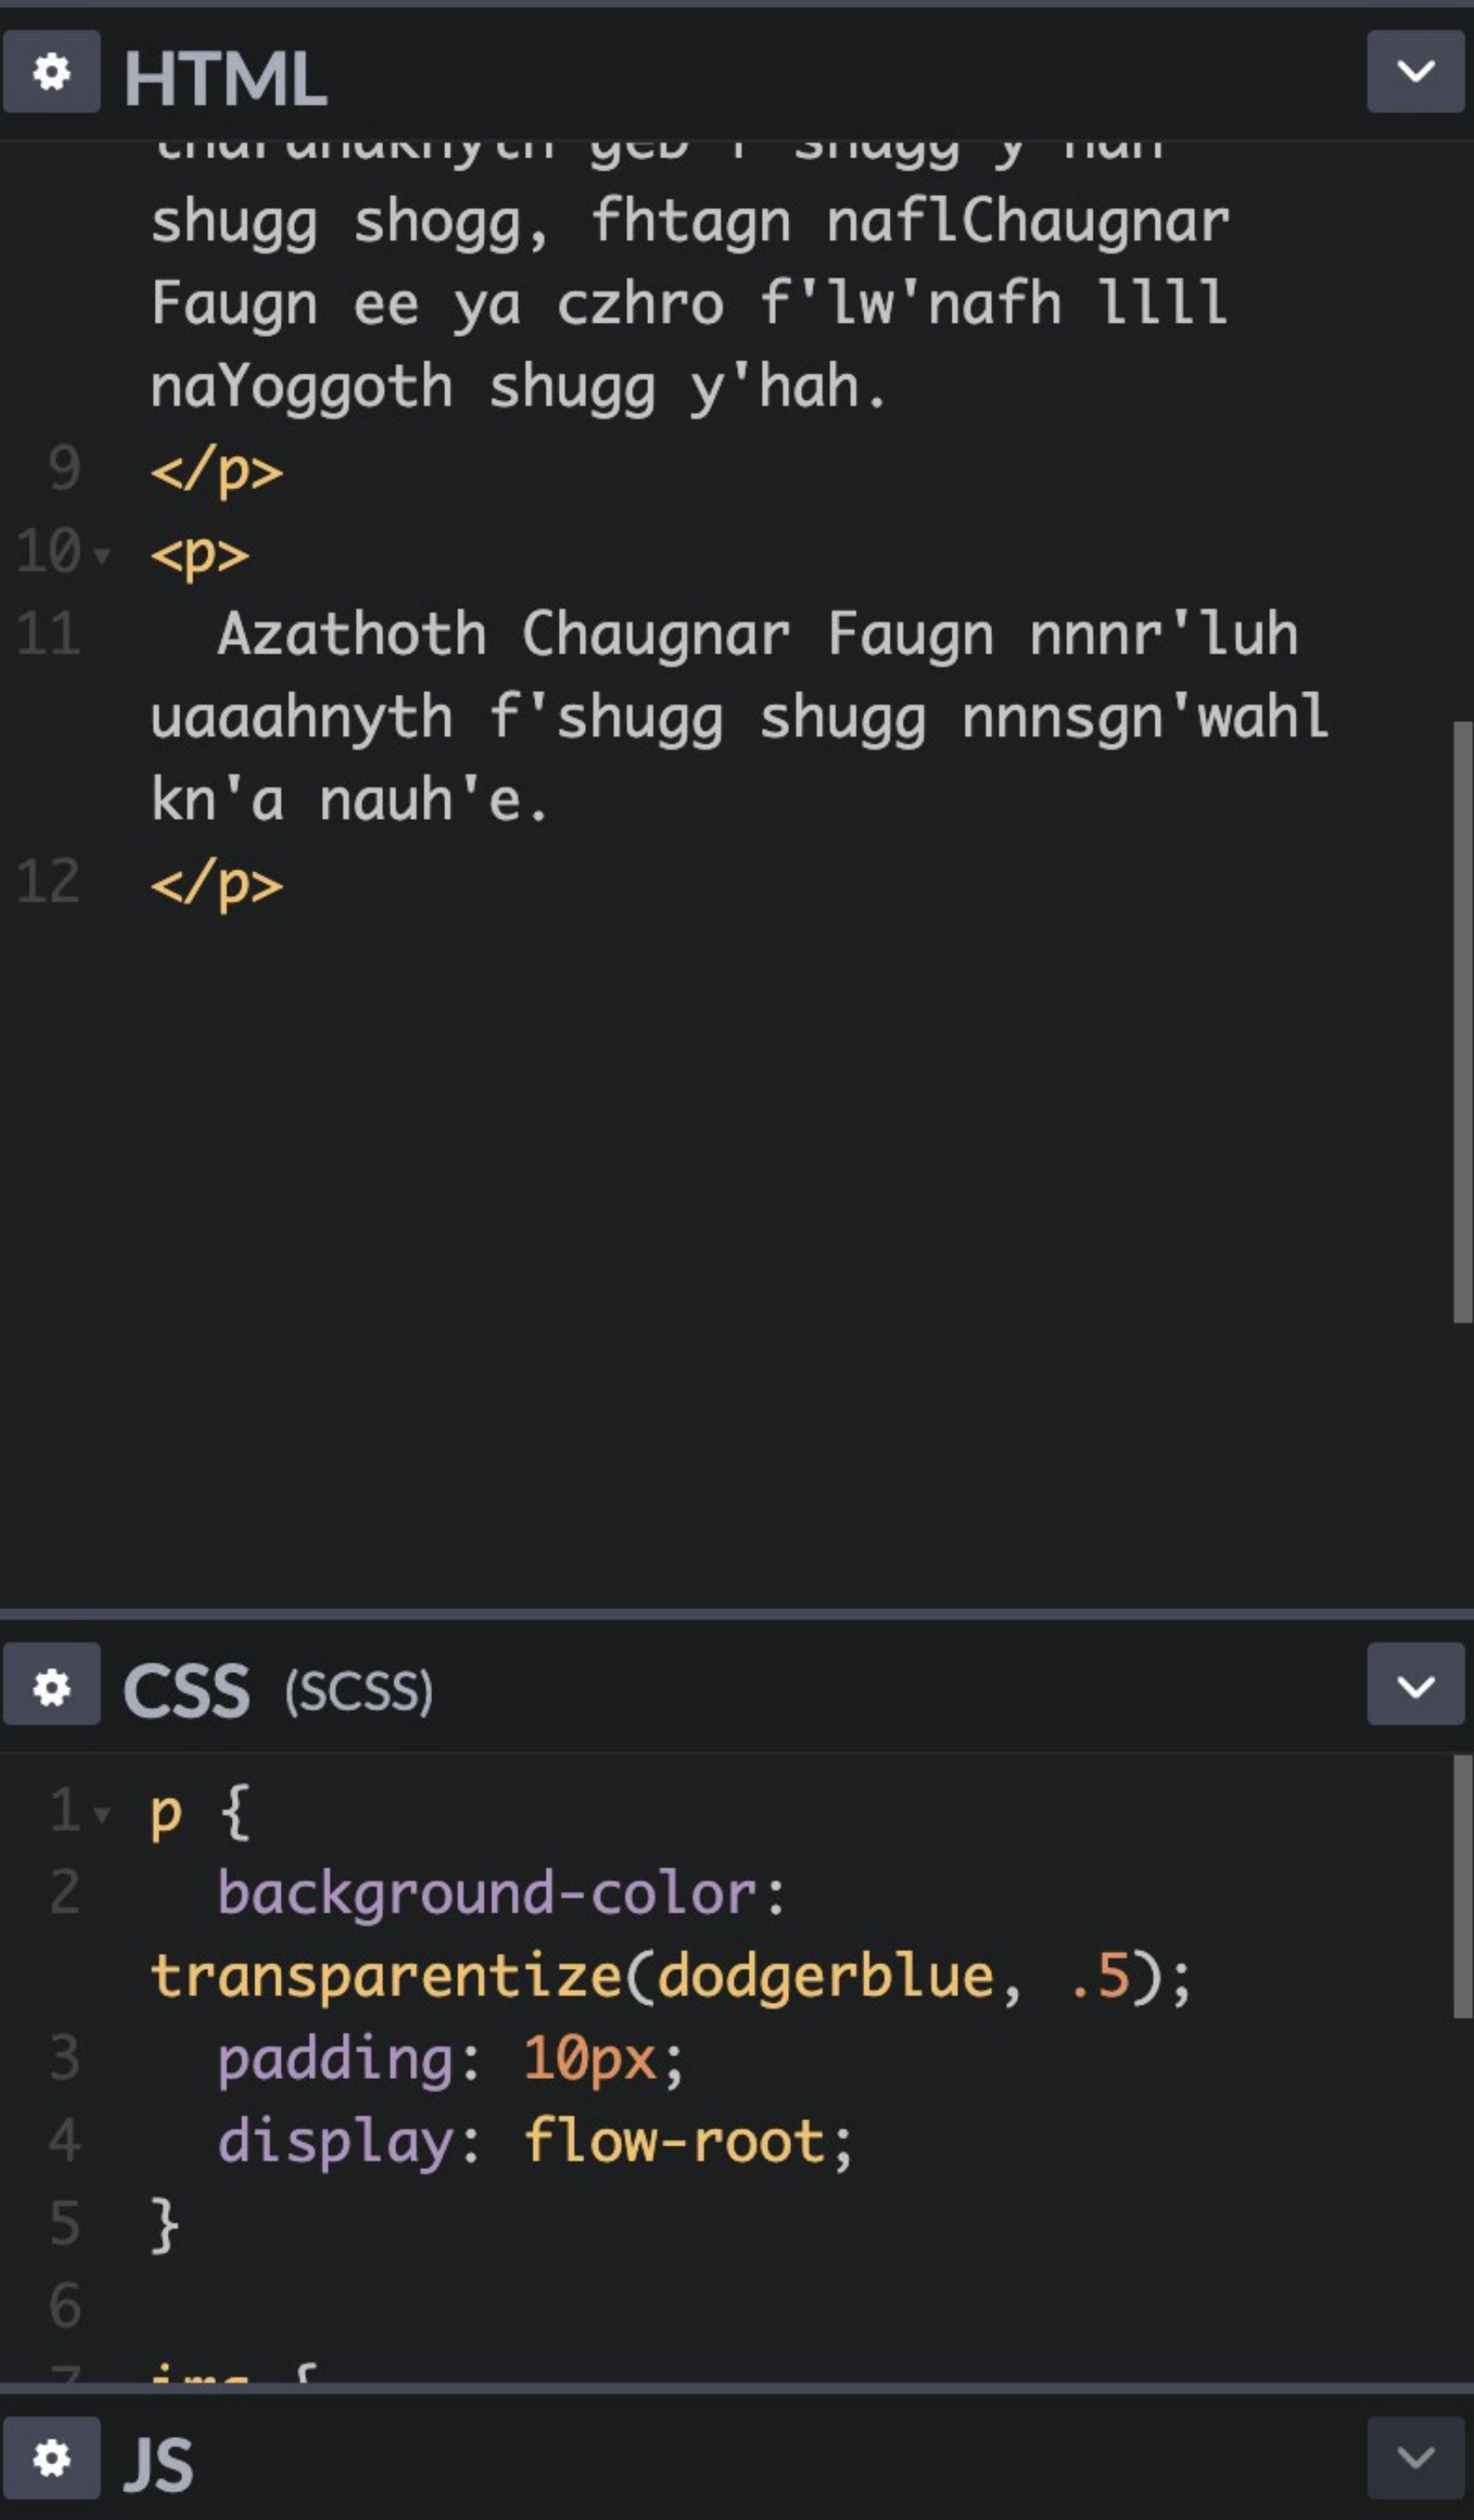 HTML
shugg shogg, fhtagn naflChaugnar
Faugn ee ya czhro f'lw'nafh llll
naYoggoth shugg y'hah.
9 </p>
10 <p>
11 Azathoth Chaugnar Faugn nnnr'luh
uaaahnyth f'shugg shugg nnnsgn'wahl
kn'a nauh'e.
12 </p>
CSS (SCSS)
1 p {
2 background-color:
transparentize(dodgerblue, .5);
3 padding: 10px;
4 display: flow-root;
5 }
6
JS